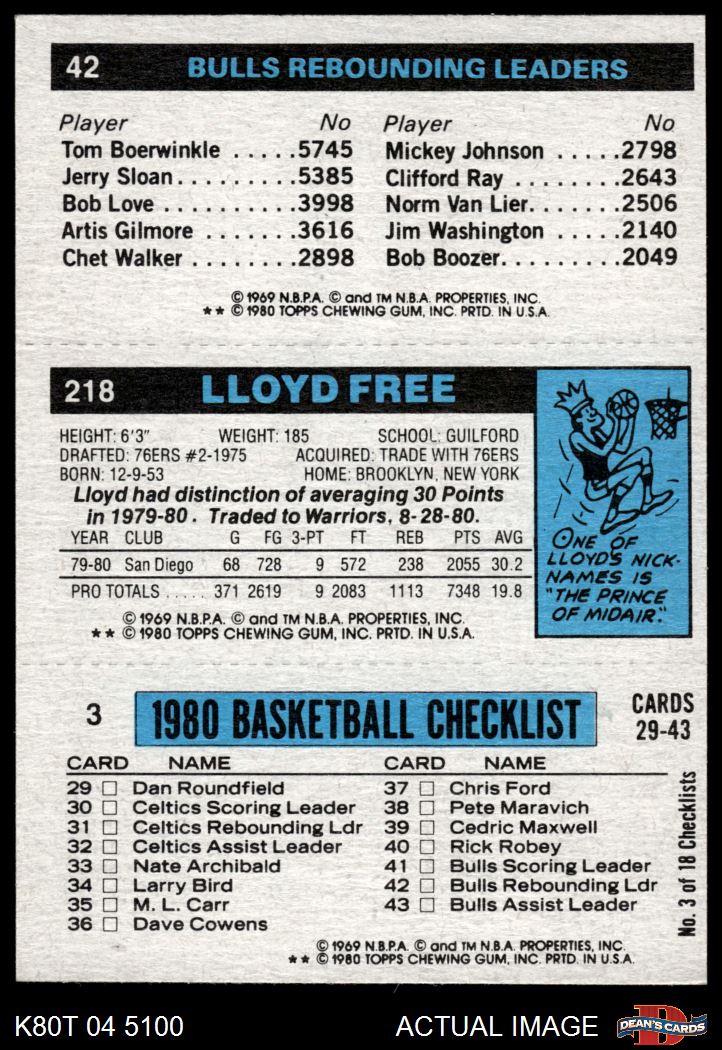 42 BULLS REBOUNDING LEADERS
Player No Player No
Tom Boerwinkle .....5745 Mickey Johnson .....2798
Jerry Sloan.........5385 Clifford Ray ........2643
Bob Love ..........3998 Norm Van Lier.......2506
Artis Gilmore .......3616 Jim Washington .....2140
Chet Walker ........2898 Bob Boozer.........2049
© 1969 N.B.P.A. © and TM N.B.A. PROPERTIES, INC.
★★ © 1980 TOPPS CHEWING GUM, INC. PRTD. IN U.S.A.
218 LLOYD FREE
HEIGHT: 6'3" WEIGHT: 185 SCHOOL: GUILFORD
DRAFTED: 76ERS #2-1975 ACQUIRED: TRADE WITH 76ERS
BORN: 12-9-53 HOME: BROOKLYN, NEW YORK
Lloyd had distinction of averaging 30 Points
in 1979-80. Traded to Warriors, 8-28-80.
YEAR CLUB G FG 3-PT FT REB PTS AVG
79-80 San Diego 68 728 9 572 238 2055 30.2
PRO TOTALS ..... 371 2619 9 2083 1113 7348 19.8
© 1969 N.B.P.A. © and TM N.B.A. PROPERTIES, INC.
★★ © 1980 TOPPS CHEWING GUM, INC. PRTD. IN U.S.A.
ONE OF
LLOYD'S NICK-
NAMES IS
"THE PRINCE
OF MIDAIR."
3 1980 BASKETBALL CHECKLIST CARDS
29-43
CARD NAME CARD NAME
29 □ Dan Roundfield 37 □ Chris Ford
30 □ Celtics Scoring Leader 38 □ Pete Maravich
31 □ Celtics Rebounding Ldr 39 □ Cedric Maxwell
32 □ Celtics Assist Leader 40 □ Rick Robey
33 □ Nate Archibald 41 □ Bulls Scoring Leader
34 □ Larry Bird 42 □ Bulls Rebounding Ldr
35 □ M. L. Carr 43 □ Bulls Assist Leader
36 □ Dave Cowens
No. 3 of 18 Checklists
© 1969 N.B.P.A. © and TM N.B.A. PROPERTIES, INC.
★★ © 1980 TOPPS CHEWING GUM, INC. PRTD. IN U.S.A.
K80T 04 5100 ACTUAL IMAGE D DEAN'S CARDS